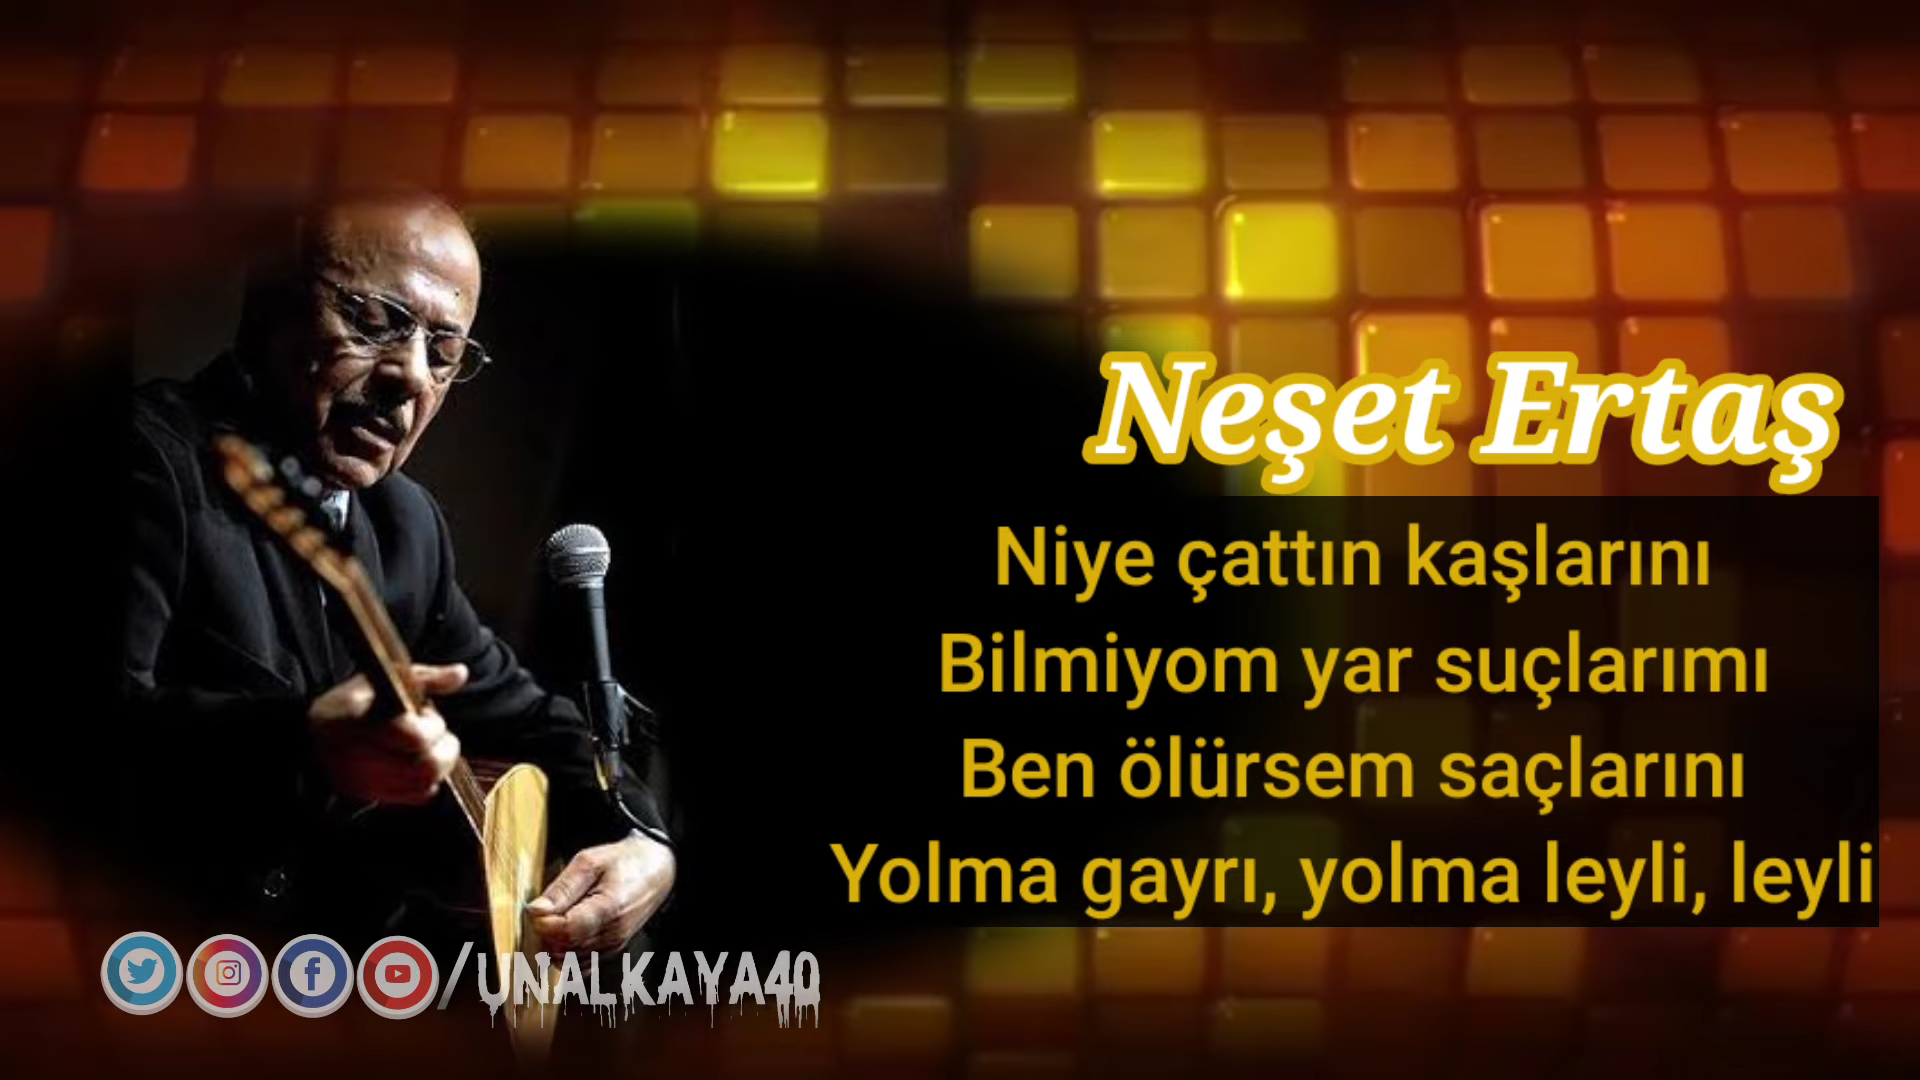 Neşet Ertaş
Niye çattın kaşlarını
Bilmiyom yar suçlarımı
Ben ölürsem saçlarını
Yolma gayrı, yolma leyli, leyli
/UNALKAYA40